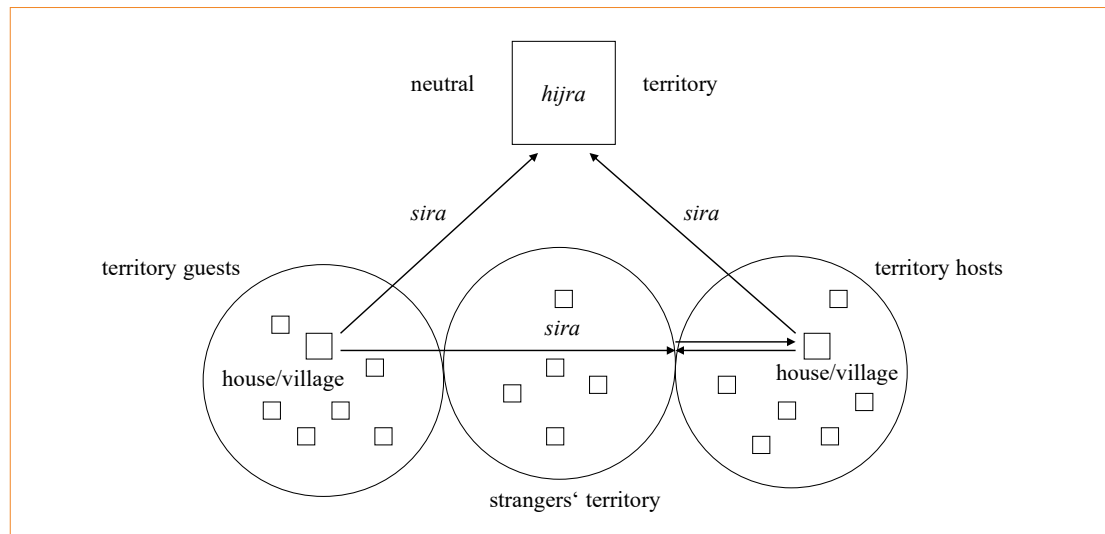 neutral
hijra
territory
sira
sira
territory guests
territory hosts
sira
house/village
house/village
strangers‘ territory